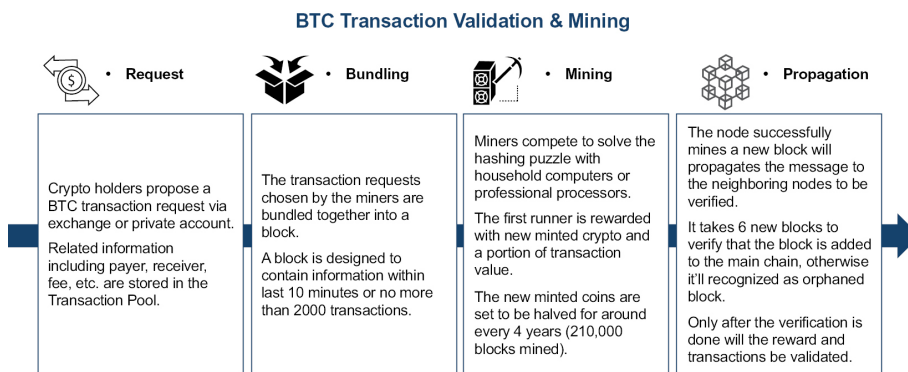 BTC Transaction Validation & Mining
• Request
• Bundling
• Mining
• Propagation
Crypto holders propose a
BTC transaction request via
exchange or private account.
Related information
including payer, receiver,
fee, etc. are stored in the
Transaction Pool.
The transaction requests
chosen by the miners are
bundled together into a
block.
A block is designed to
contain information within
last 10 minutes or no more
than 2000 transactions.
Miners compete to solve the
hashing puzzle with
household computers or
professional processors.
The first runner is rewarded
with new minted crypto and
a portion of transaction
value.
The new minted coins are
set to be halved for around
every 4 years (210,000
blocks mined).
The node successfully
mines a new block will
propagates the message to
the neighboring nodes to be
verified.
It takes 6 new blocks to
verify that the block is added
to the main chain, otherwise
it'll recognized as orphaned
block.
Only after the verification is
done will the reward and
transactions be validated.